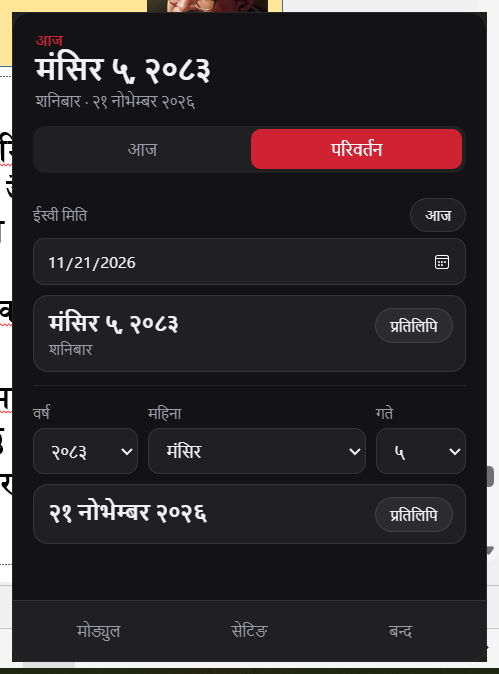 आज
मंसिर ५, २०८३
शनिबार · २१ नोभेम्बर २०२६
आज परिवर्तन
ईस्वी मिति आज
11/21/2026
मंसिर ५, २०८३ प्रतिलिपि
शनिबार
वर्ष महिना गते
२०८३ मंसिर ५
२१ नोभेम्बर २०२६ प्रतिलिपि
मोड्युल सेटिङ बन्द